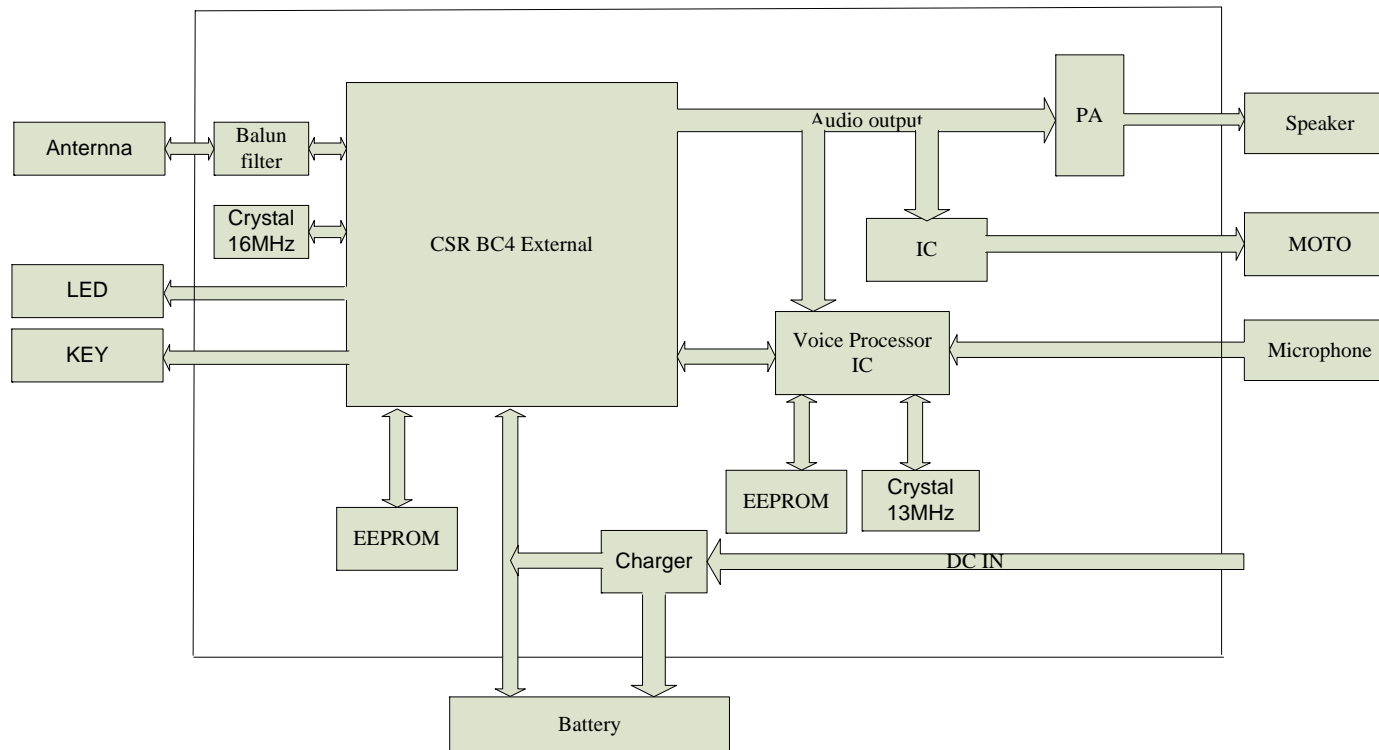 PA
Audio output
Speaker
Anternna
Balun
filter
Crystal
16MHz
CSR BC4 External
IC
MOTO
LED
KEY
Voice Processor
IC
Microphone
EEPROM
EEPROM
Crystal
13MHz
Charger
DC IN
Battery